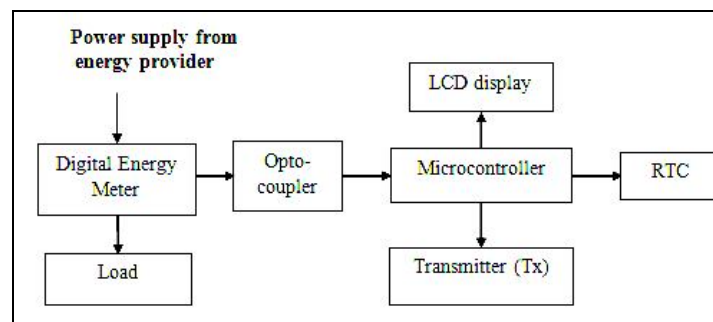 Power supply from
energy provider
LCD display
Digital Energy
Meter
Opto-
coupler
Microcontroller
RTC
Load
Transmitter (Tx)